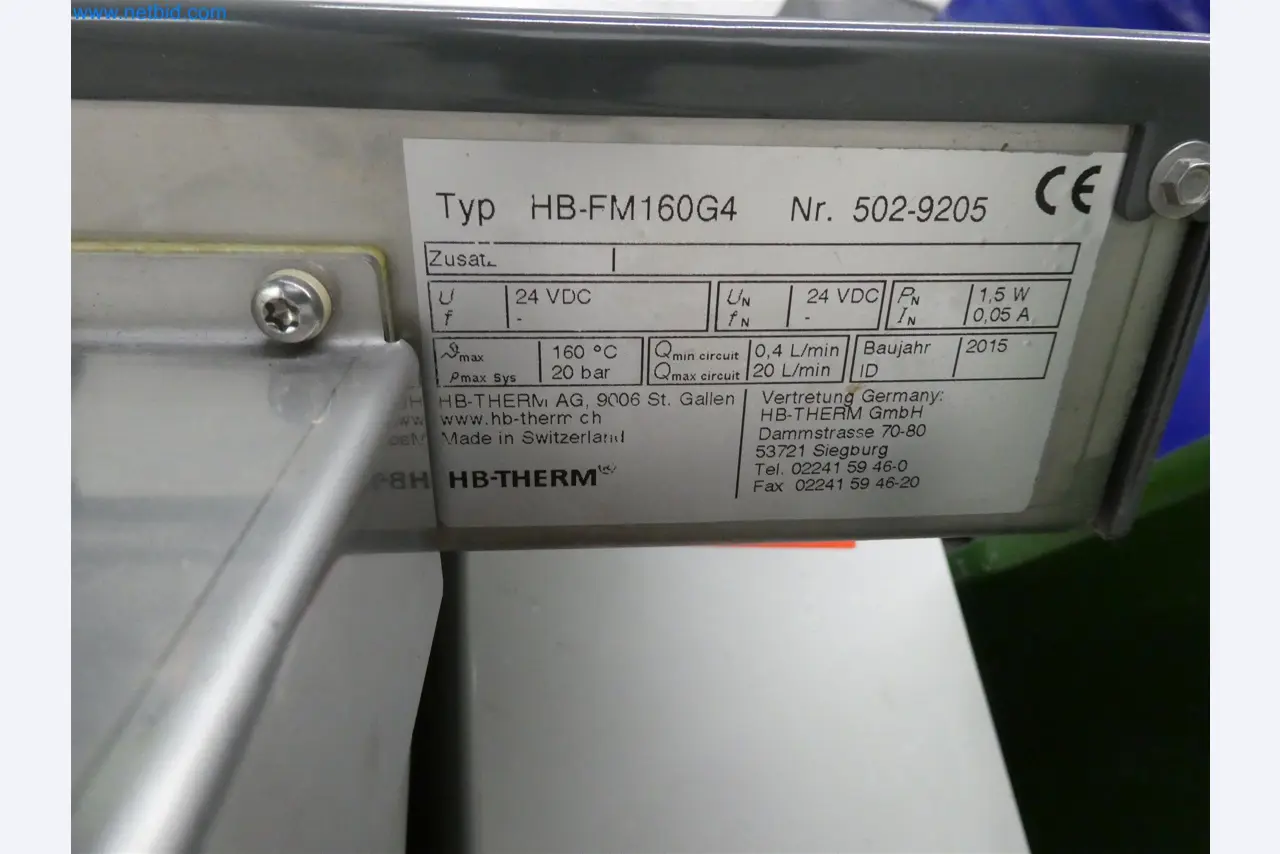 www.netbid.com
Typ HB-FM160G4 Nr. 502-9205 CE
Zusatz
U 24 VDC UN 24 VDC PN 1,5 W
f - fN - IN 0,05 A
ϑmax 160 °C Qmin circuit 0,4 L/min Baujahr 2015
pmax Sys 20 bar Qmax circuit 20 L/min ID
HB-THERM AG, 9006 St. Gallen
www.hb-therm.ch
Made in Switzerland
HB-THERM
Vertretung Germany:
HB-THERM GmbH
Dammstrasse 70-80
53721 Siegburg
Tel. 02241 59 46-0
Fax 02241 59 46-20